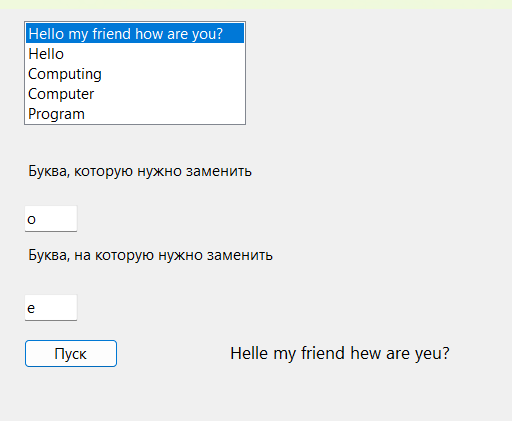 Hello my friend how are you?
Hello
Computing
Computer
Program
Буква, которую нужно заменить
о
Буква, на которую нужно заменить
е
Пуск
Helle my friend hew are yeu?